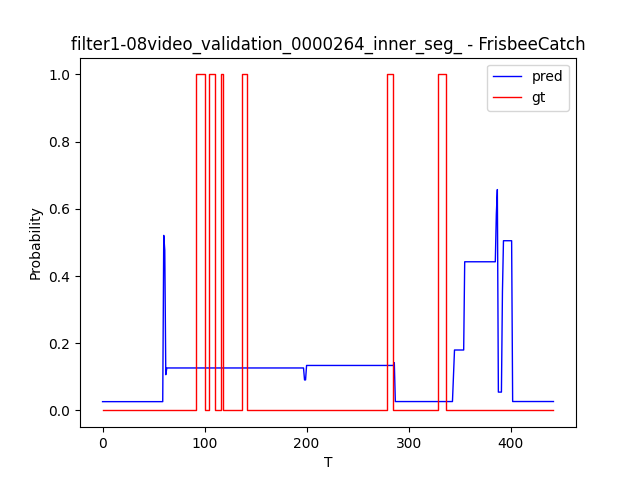 filter1-08video_validation_0000264_inner_seg_ - FrisbeeCatch
pred
gt
1.0
0.8
0.6
0.4
0.2
0.0
Probability
0
100
200
300
400
T